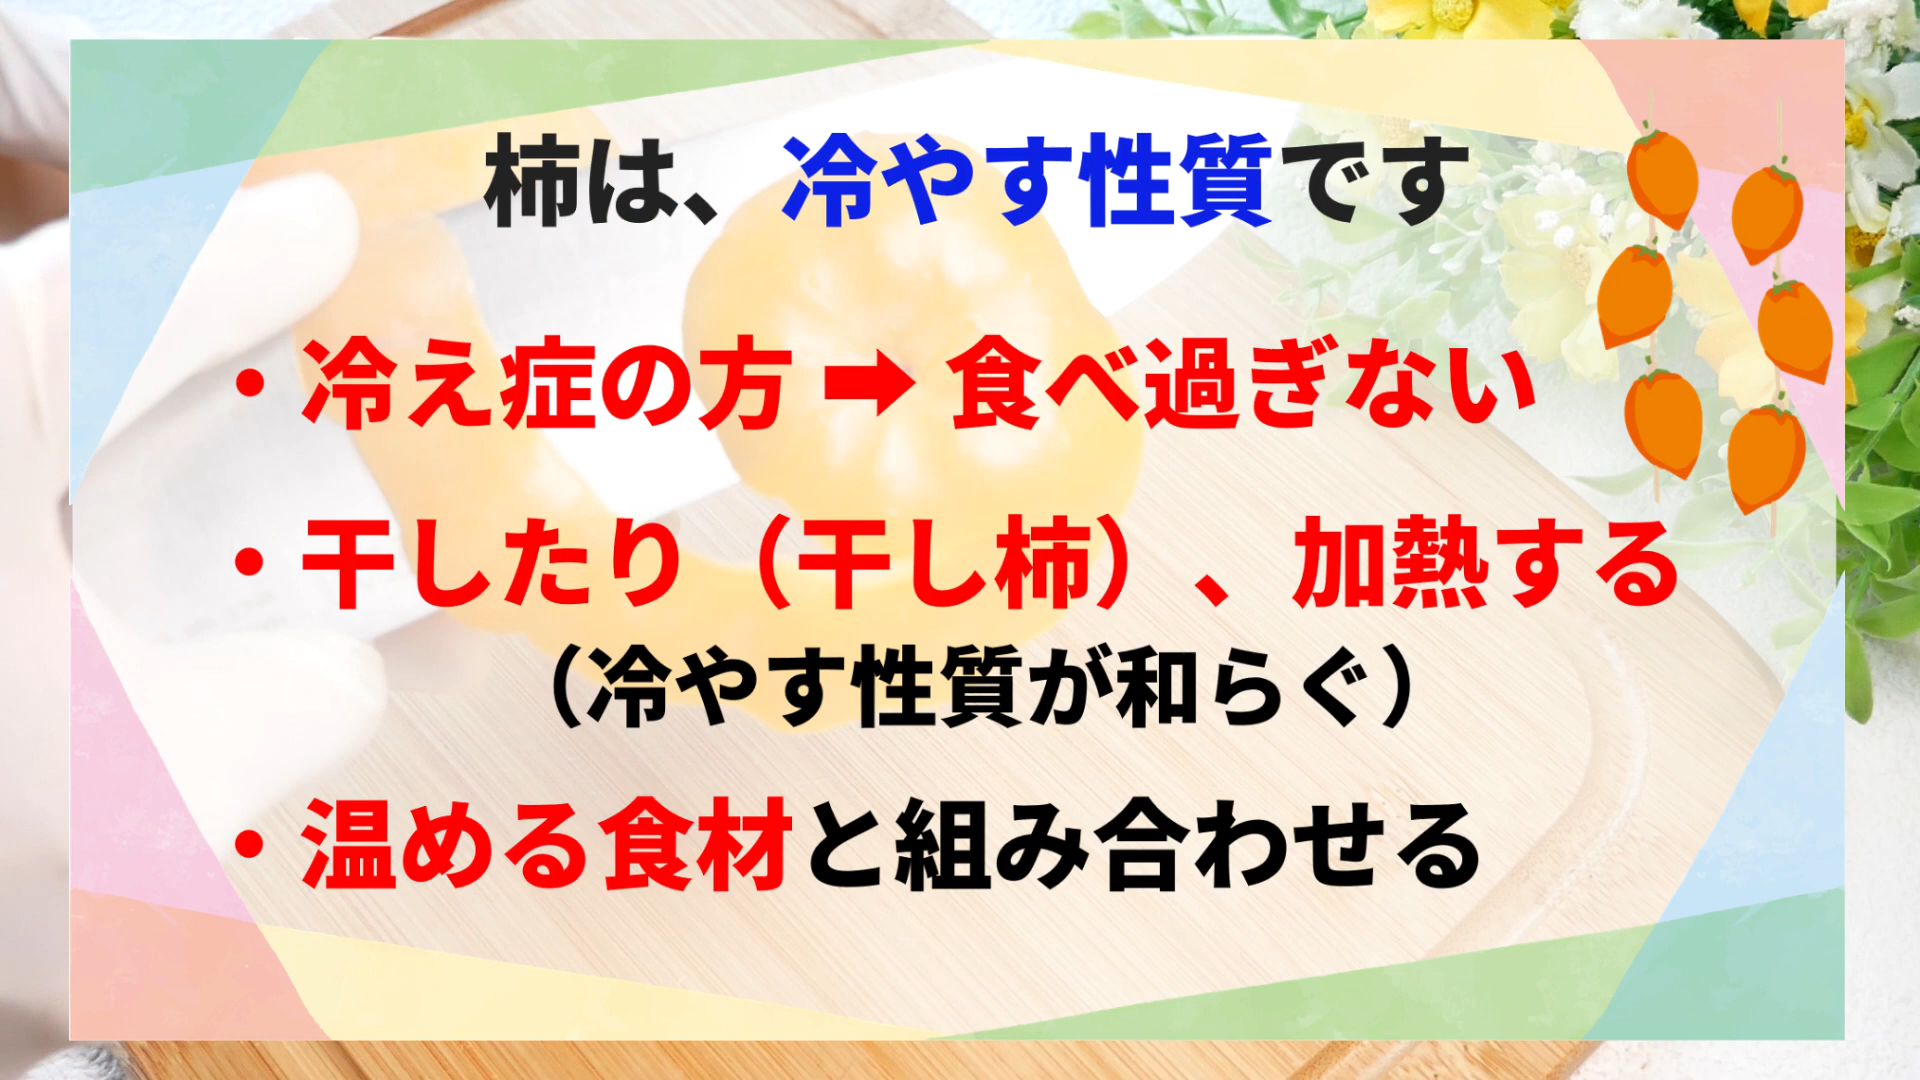 柿は、冷やす性質です
・冷え症の方 ➡ 食べ過ぎない
・干したり（干し柿）、加熱する
（冷やす性質が和らぐ）
・温める食材と組み合わせる